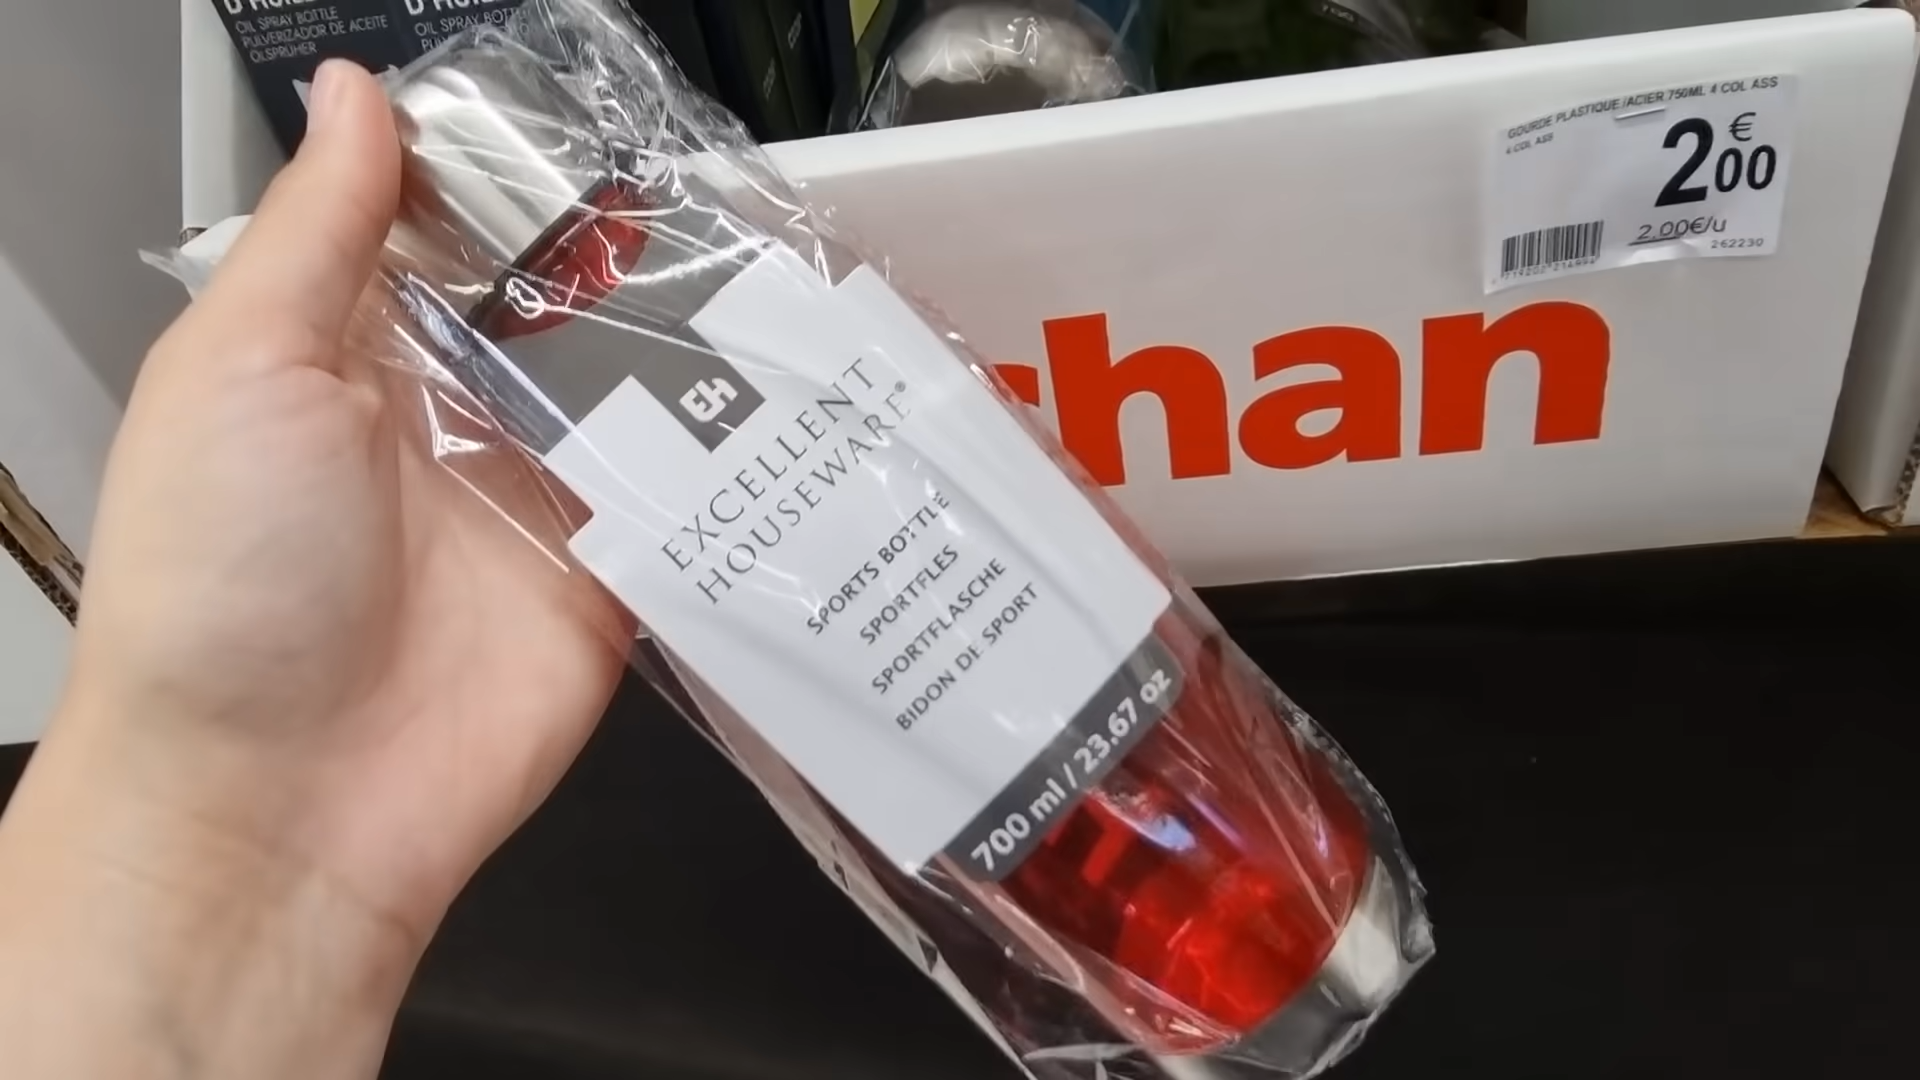 OIL SPRAY BOTTLE
PULVERIZADOR DE ACEITE
ÖLSPRÜHER
OIL SPRAY
GOURDE PLASTIQUE/ACIER 750ML 4 COL ASS
4 COL ASS
2€00
2.00€/u
262230
han
EH
EXCELLENT
HOUSEWARE®
SPORTS BOTTLE
SPORTFLES
SPORTFLASCHE
BIDON DE SPORT
700 ml / 23,67 oz